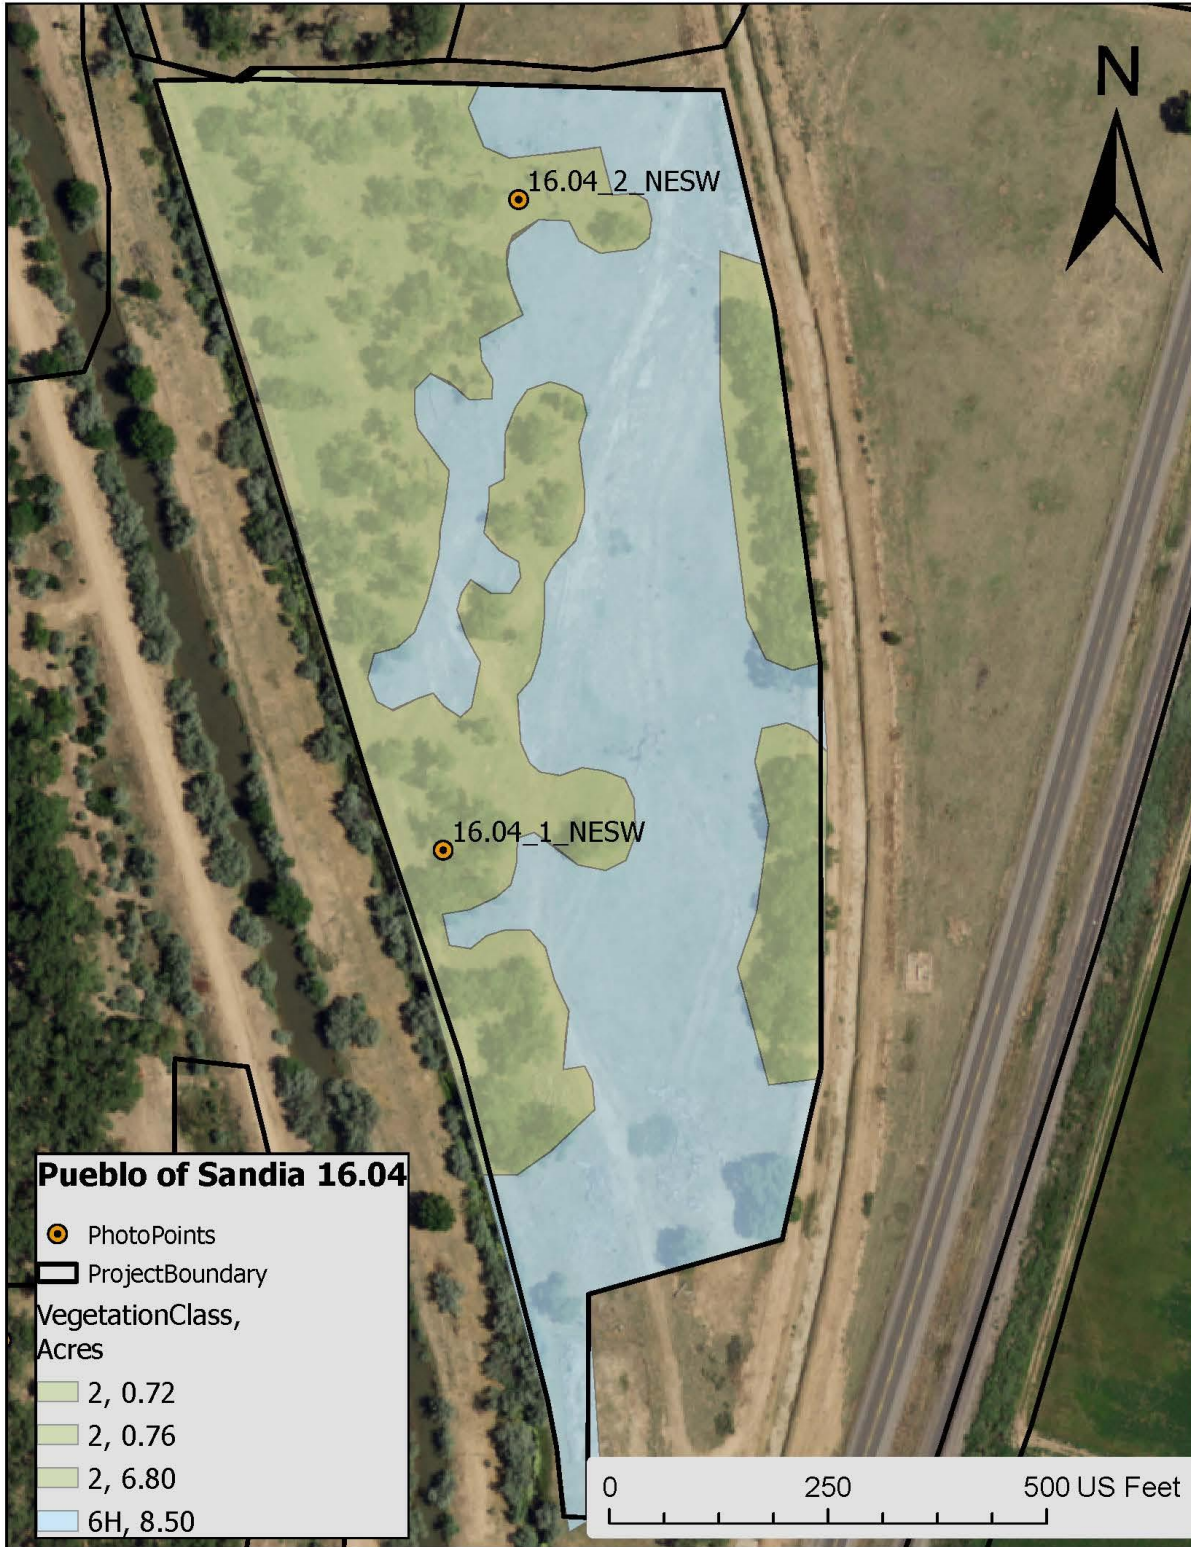 N
16.04_2_NESW
16.04_1_NESW
Pueblo of Sandia 16.04
PhotoPoints
ProjectBoundary
VegetationClass,
Acres
2, 0.72
2, 0.76
2, 6.80
6H, 8.50
0 250 500 US Feet